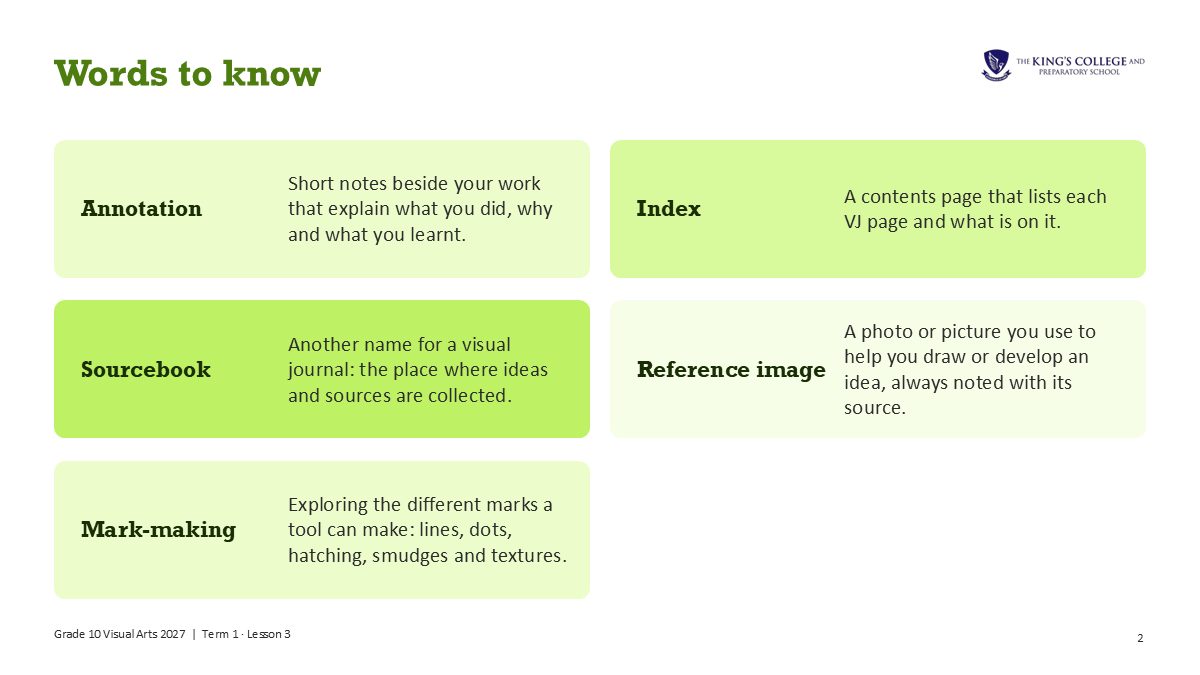 Words to know
THE KING'S COLLEGE AND
PREPARATORY SCHOOL
Annotation
Short notes beside your work
that explain what you did, why
and what you learnt.
Index
A contents page that lists each
VJ page and what is on it.
Sourcebook
Another name for a visual
journal: the place where ideas
and sources are collected.
Reference image
A photo or picture you use to
help you draw or develop an
idea, always noted with its
source.
Mark-making
Exploring the different marks a
tool can make: lines, dots,
hatching, smudges and textures.
Grade 10 Visual Arts 2027 | Term 1 · Lesson 3
2